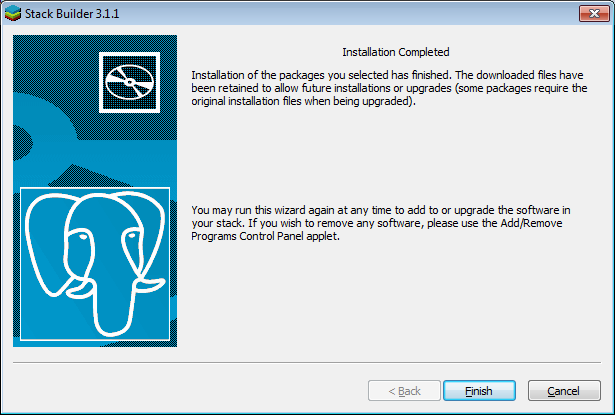 Stack Builder 3.1.1
Installation Completed
Installation of the packages you selected has finished. The downloaded files have
been retained to allow future installations or upgrades (some packages require the
original installation files when being upgraded).
You may run this wizard again at any time to add to or upgrade the software in
your stack. If you wish to remove any software, please use the Add/Remove
Programs Control Panel applet.
< Back
Finish
Cancel